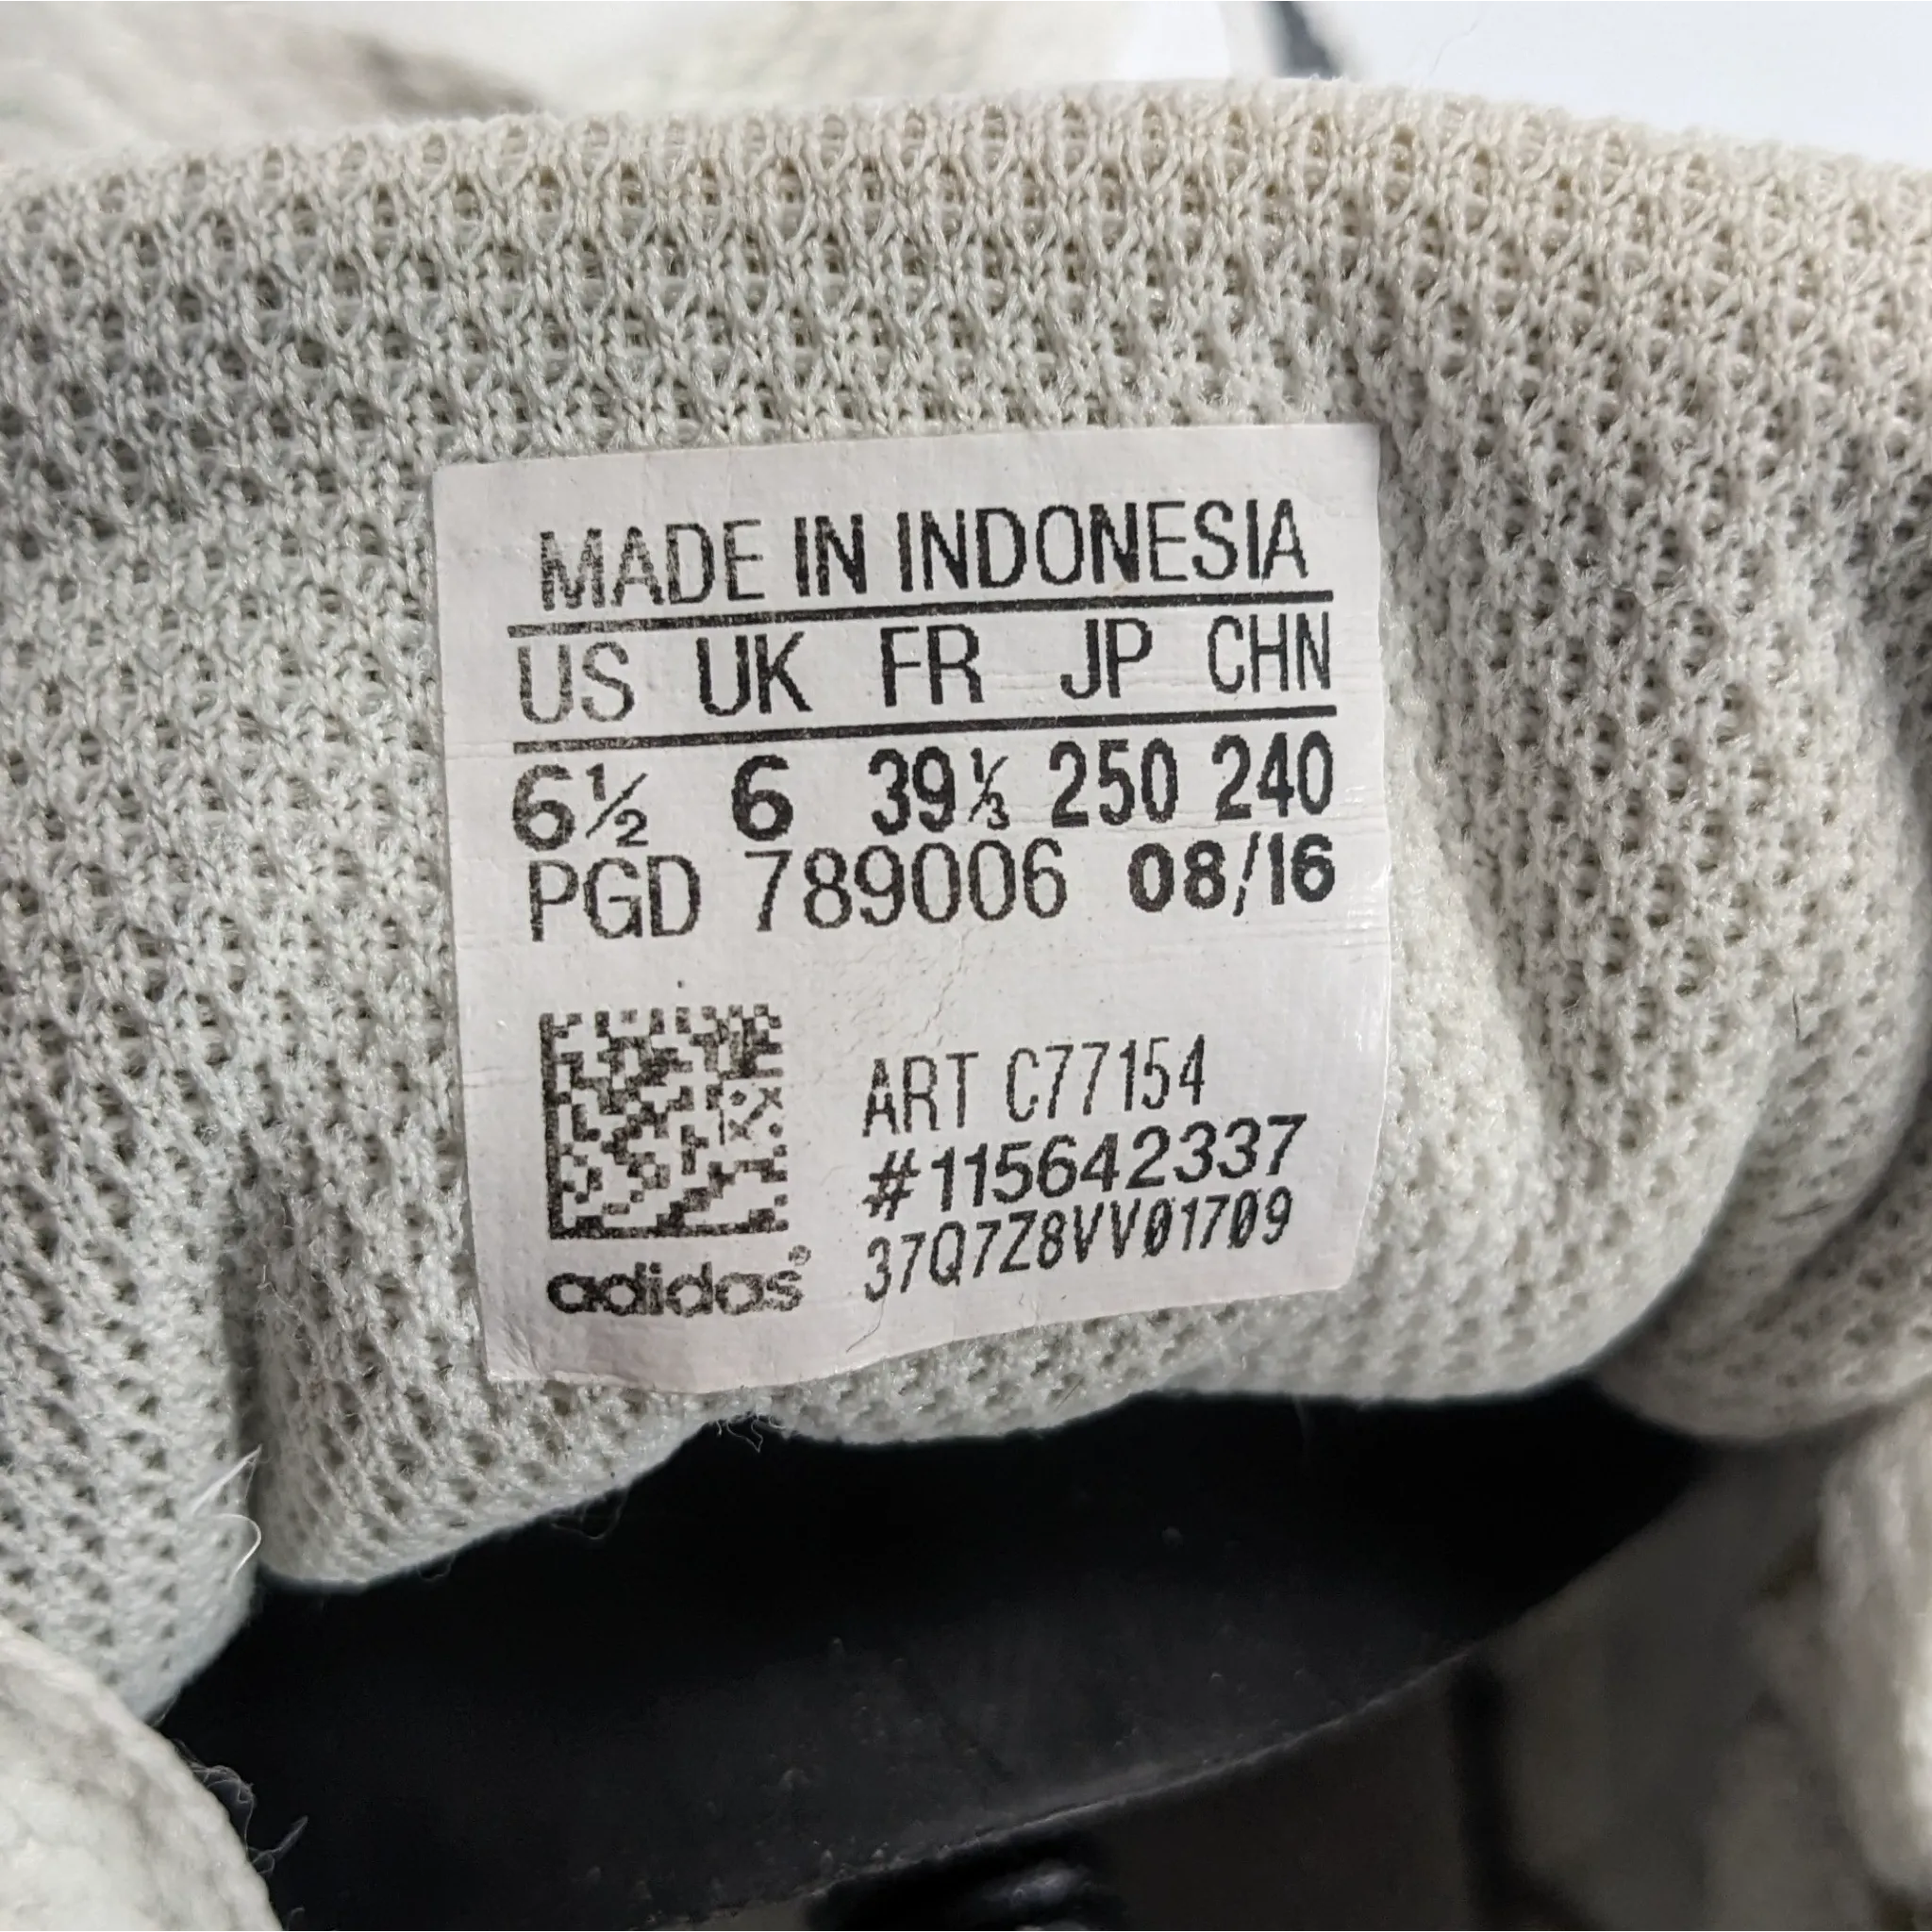 MADE IN INDONESIA
US UK FR JP CHN
6½ 6 39⅓ 250 240
PGD 789006 08/16
ART C77154
#115642337
37Q7Z8VV01709
adidas®